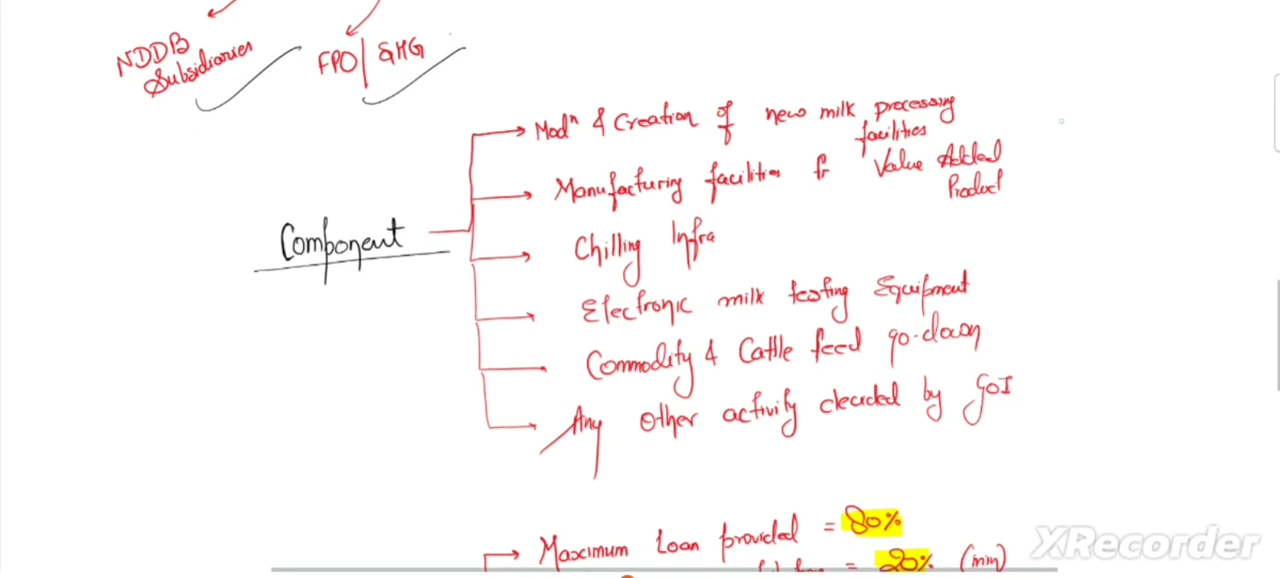 NDDB
Subsidiaries
FPO | SHG
Component
Modn & Creation of new milk processing
facilities
Manufacturing facilities fr Value Added
Product
Chilling Infra
Electronic milk testing Equipment
Commodity & Cattle feed go-down
Any other activity decided by GoI
Maximum Loan provided = 80%
= 20% (min)
XRecorder